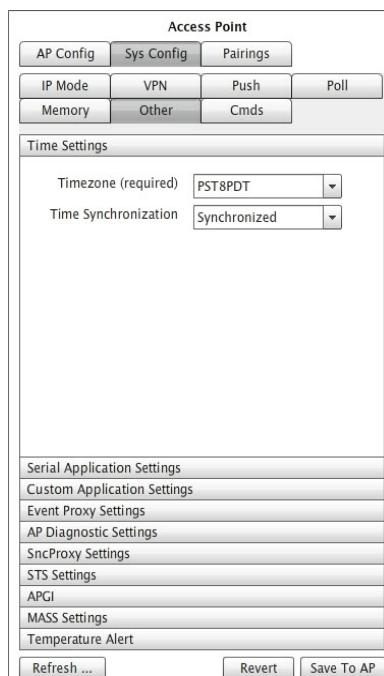 Access Point
AP Config Sys Config Pairings
IP Mode VPN Push Poll
Memory Other Cmds
Time Settings
Timezone (required) PST8PDT
Time Synchronization Synchronized
Serial Application Settings
Custom Application Settings
Event Proxy Settings
AP Diagnostic Settings
SncProxy Settings
STS Settings
APGI
MASS Settings
Temperature Alert
Refresh ... Revert Save To AP